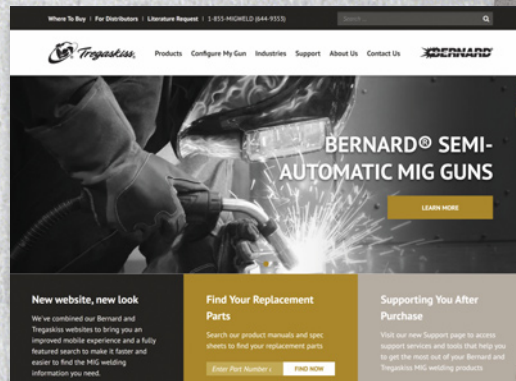 Where To Buy | For Distributors | Literature Request | 1-855-MIGWELD (644-9353)
Search ...
Tregaskiss
Products Configure My Gun Industries Support About Us Contact Us
BERNARD®
BERNARD® SEMI-
AUTOMATIC MIG GUNS
LEARN MORE
New website, new look
We've combined our Bernard and
Tregaskiss websites to bring you an
improved mobile experience and a fully
featured search to make it faster and
easier to find the MIG welding
information you need.
Find Your Replacement
Parts
Search our product manuals and spec
sheets to find your replacement parts
Enter Part Number
FIND NOW
Supporting You After
Purchase
Visit our new Support page to access
support services and tools that help you
to get the most out of your Bernard and
Tregaskiss MIG welding products